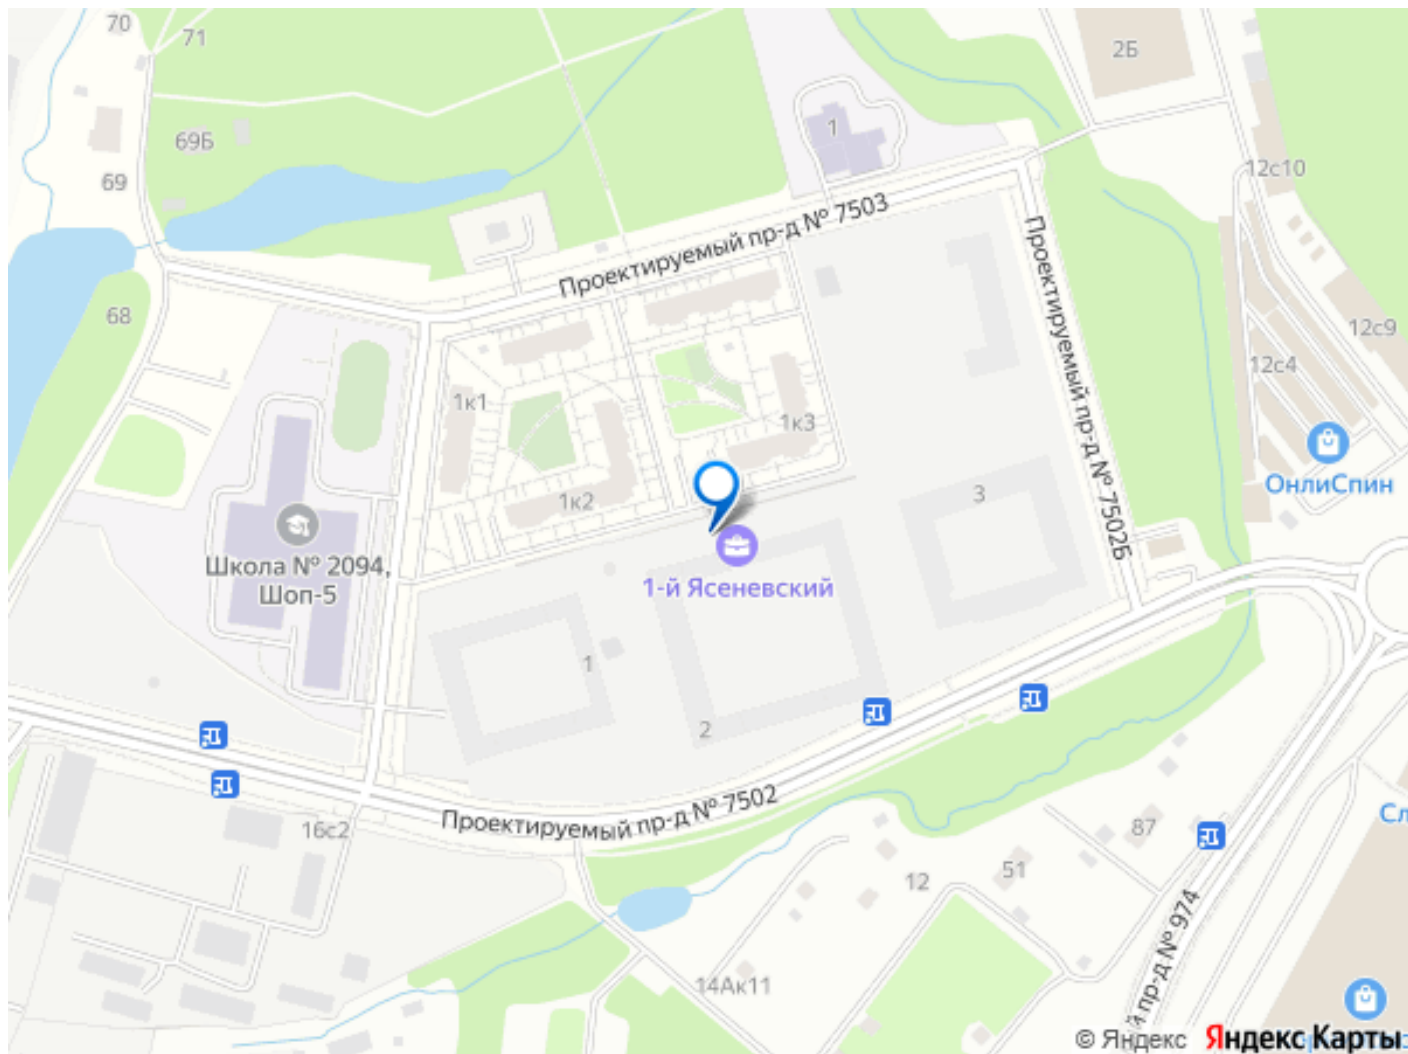 70
71
2Б
69Б
1
69
12с10
Проектируемый пр-д № 7503
68
Проектируемый пр-д № 7502Б
12с9
12с4
1к1
1к3
ОнлиСпин
1к2
3
Школа № 2094,
Шоп-5
1-й Ясеневский
1
2
Проектируемый пр-д № 7502
16с2
87
Сл
51
12
й пр-д № 974
14Ак11
© Яндекс Яндекс Карты